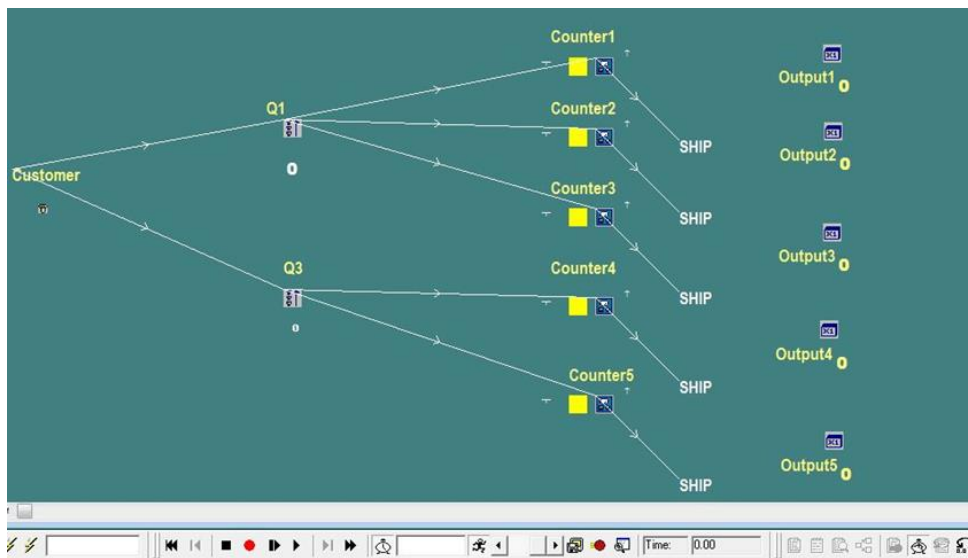 Counter1
Output1 0
Q1
Counter2
0
SHIP
Output2 0
Customer
Counter3
SHIP
Output3 0
Q3
Counter4
0
SHIP
Output4 0
Counter5
SHIP
Output5 0
SHIP
Time: 0.00